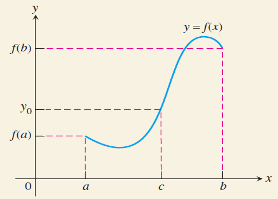 y
y = f(x)
f(b)
y₀
f(a)
0 a c b x